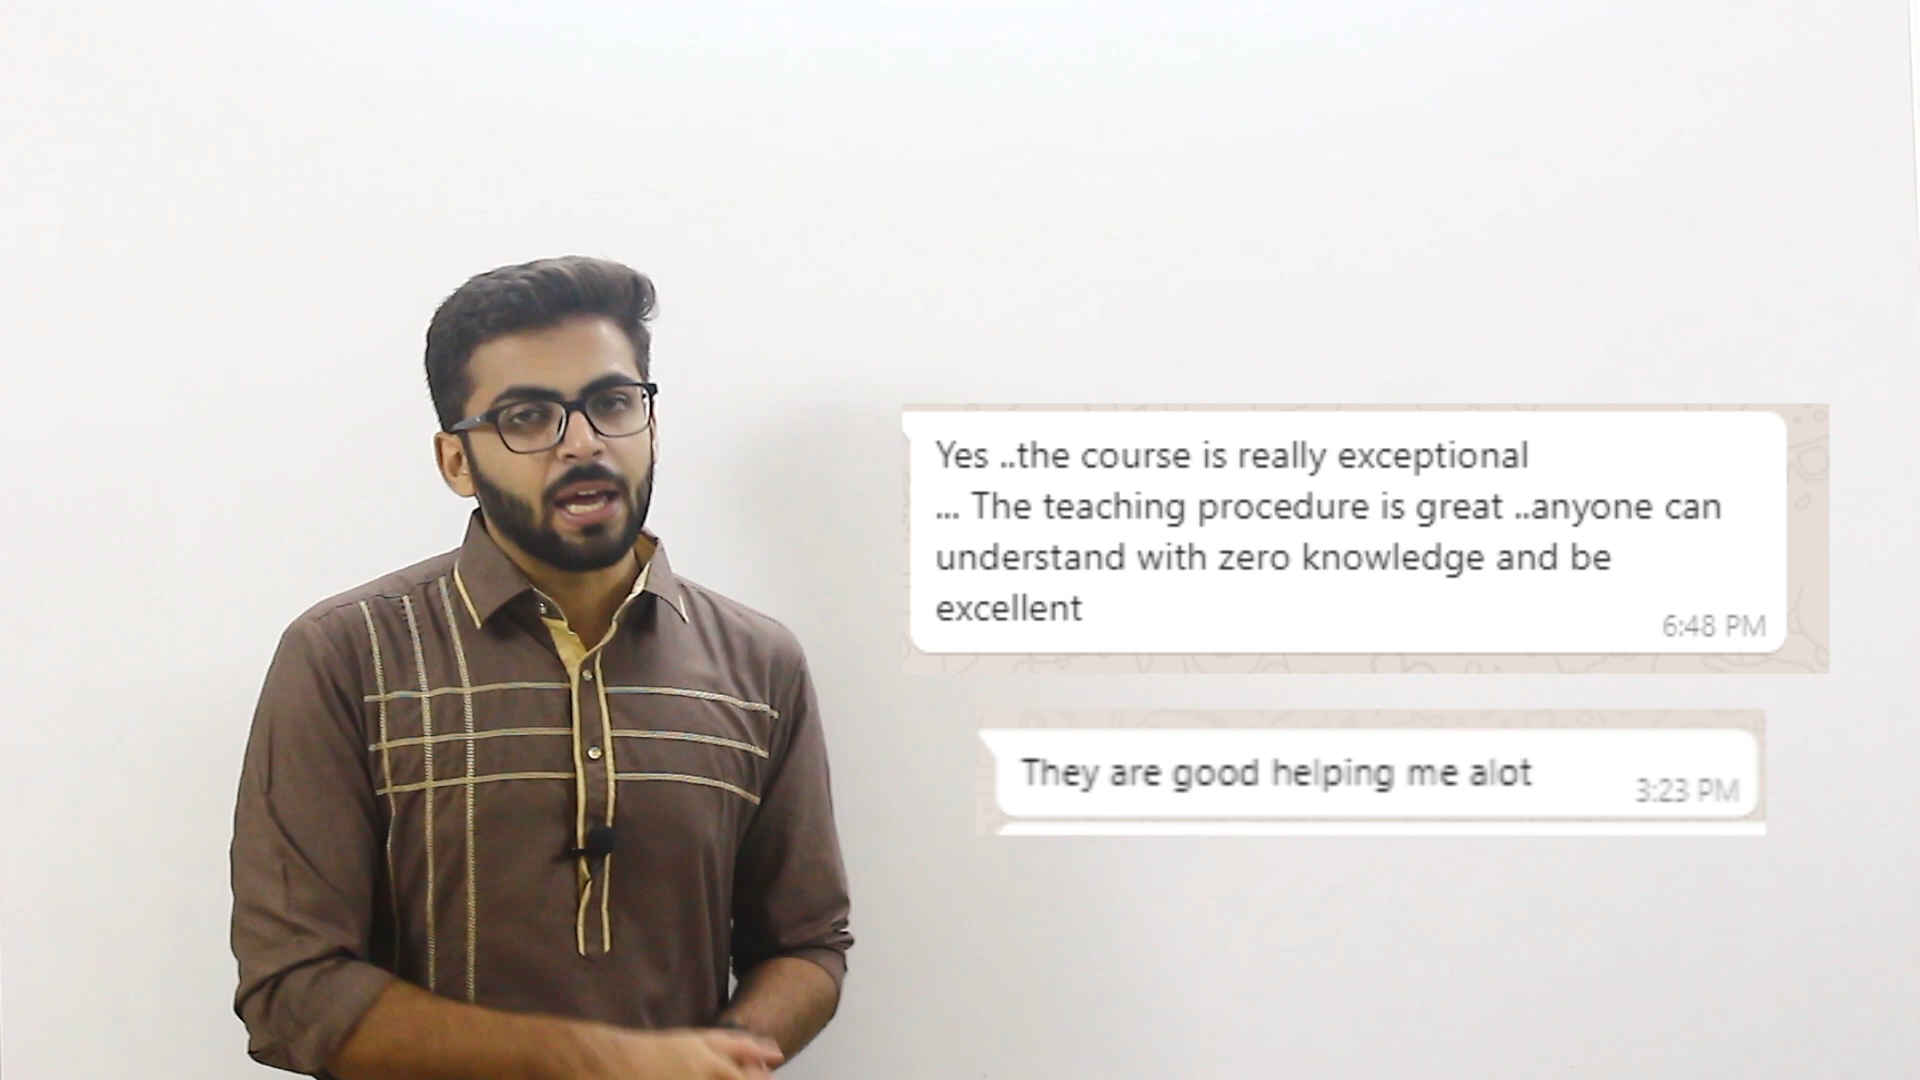 Yes ..the course is really exceptional
... The teaching procedure is great ..anyone can
understand with zero knowledge and be
excellent
6:48 PM
They are good helping me alot
3:23 PM